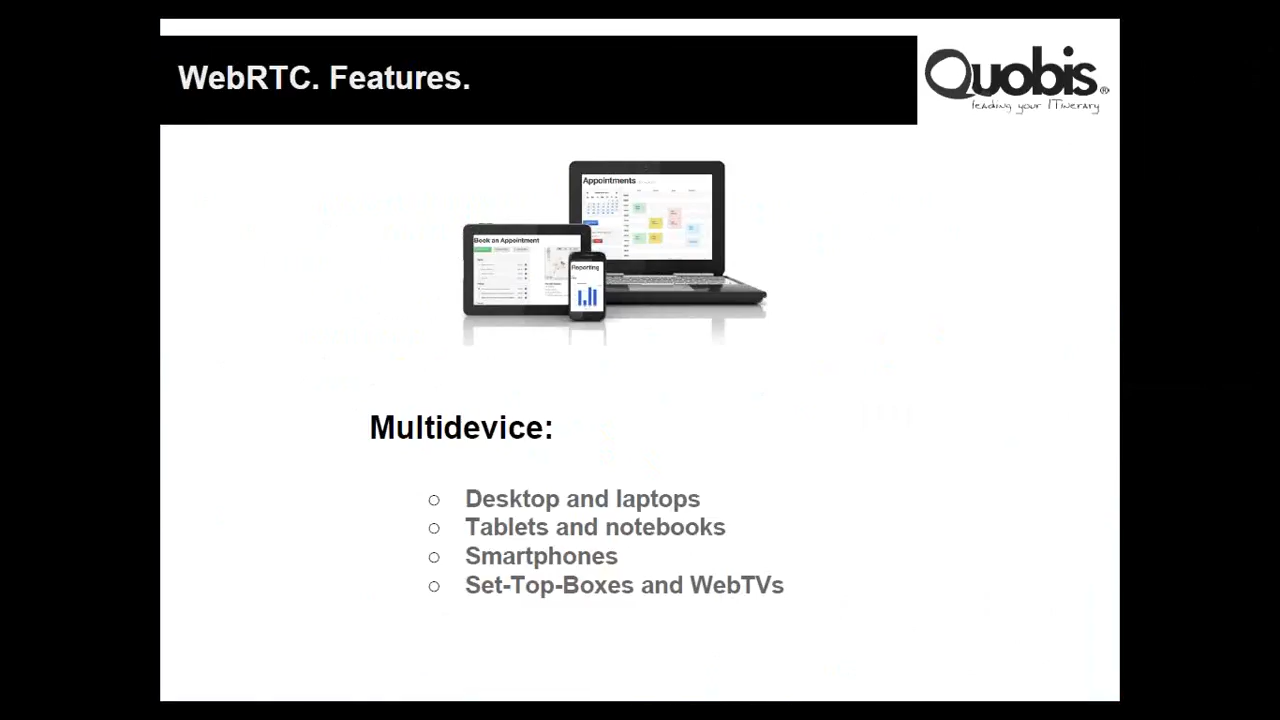 WebRTC. Features.
Quobis®
leading your ITinerary
Appointments
Book an Appointment
Reporting
Multidevice:
○ Desktop and laptops
○ Tablets and notebooks
○ Smartphones
○ Set-Top-Boxes and WebTVs